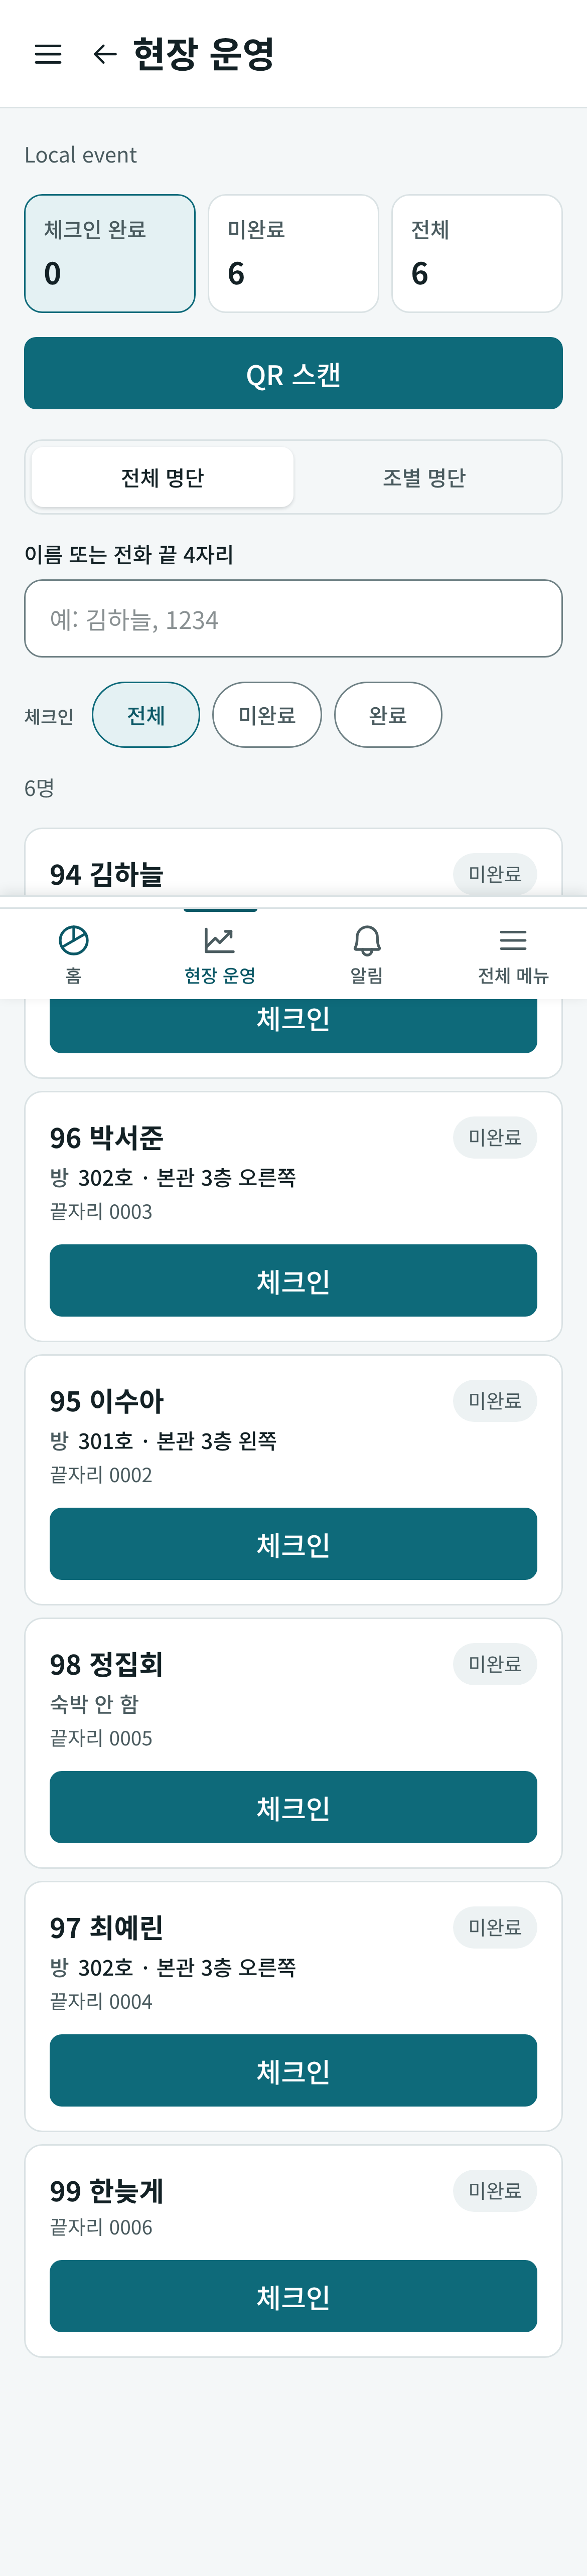 현장 운영
Local event
체크인 완료
0
미완료
6
전체
6
QR 스캔
전체 명단
조별 명단
이름 또는 전화 끝 4자리
예: 김하늘, 1234
체크인
전체
미완료
완료
6명
94 김하늘
미완료
홈
현장 운영
알림
전체 메뉴
체크인
96 박서준
미완료
방 302호 · 본관 3층 오른쪽
끝자리 0003
체크인
95 이수아
미완료
방 301호 · 본관 3층 왼쪽
끝자리 0002
체크인
98 정집회
미완료
숙박 안 함
끝자리 0005
체크인
97 최예린
미완료
방 302호 · 본관 3층 오른쪽
끝자리 0004
체크인
99 한늦게
미완료
끝자리 0006
체크인